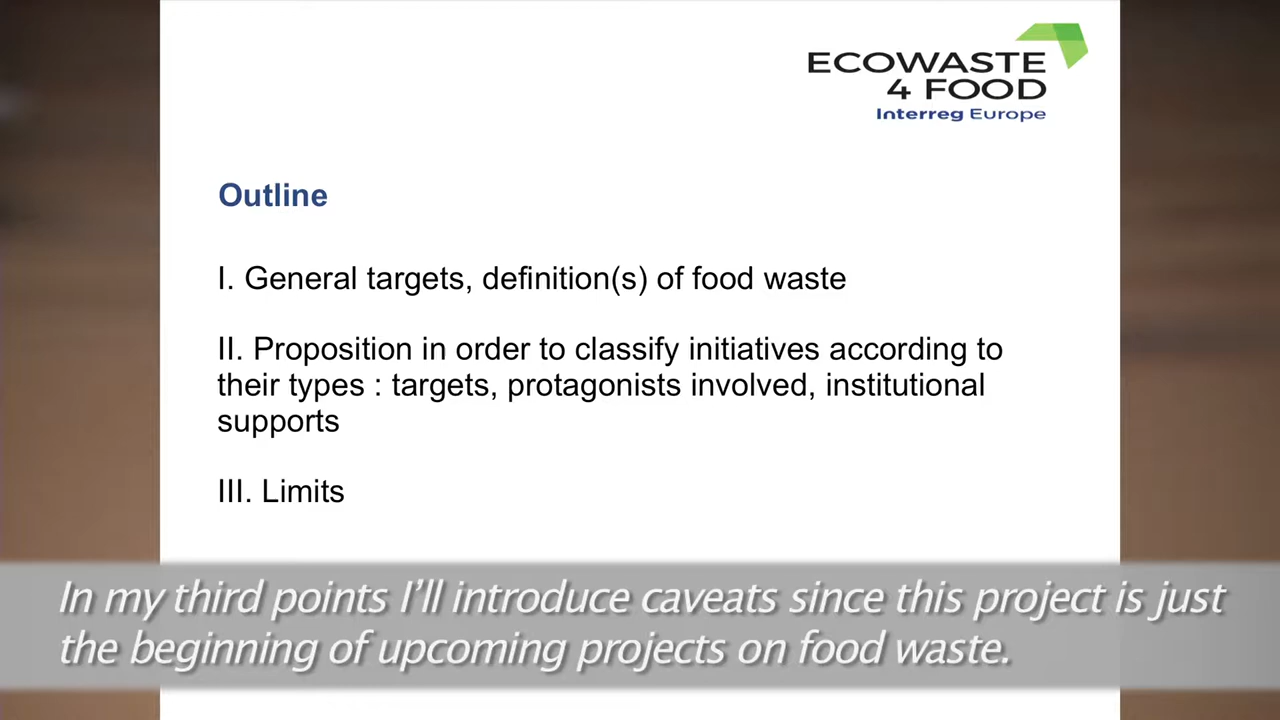 ECOWASTE
4 FOOD
Interreg Europe
Outline
I. General targets, definition(s) of food waste
II. Proposition in order to classify initiatives according to
their types : targets, protagonists involved, institutional
supports
III. Limits
In my third points I'll introduce caveats since this project is just
the beginning of upcoming projects on food waste.